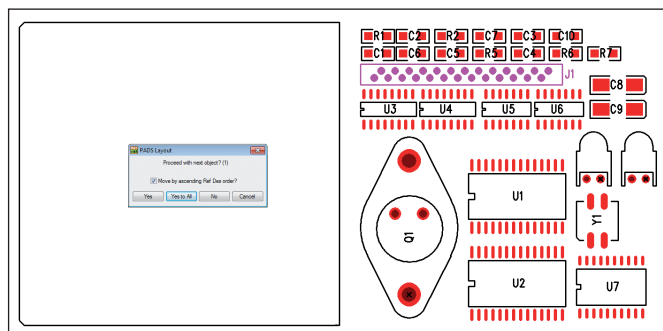 R1 C2 R2 C7 C3 C10
C1 C6 C5 R5 C4 R6 R7
J1
C8
U3 U4 U5 U6 C9
PADS Layout
Proceed with next object? (1)
Move by ascending Ref Des order?
Yes Yes to All No Cancel
U1
Y1
Q1
U2 U7